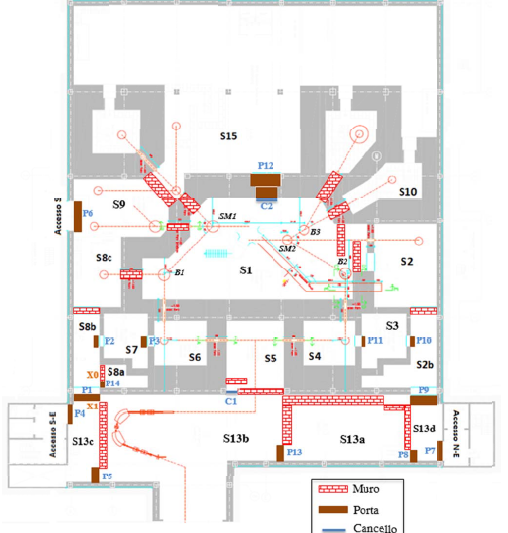 S15
P12
C2
S10
S9
SM1
Accesso S
P6
B3
SM2
S8c
B1
S1
B2
S2
S8b
P2
S7
P3
S6
S5
S4
P11
S3
P10
X0
S8a
P14
S2b
P1
P9
X1
C1
P4
Accesso S-E
S13c
S13b
S13a
S13d
Accesso N-E
P5
P13
P8
P7
Muro
Porta
Cancello